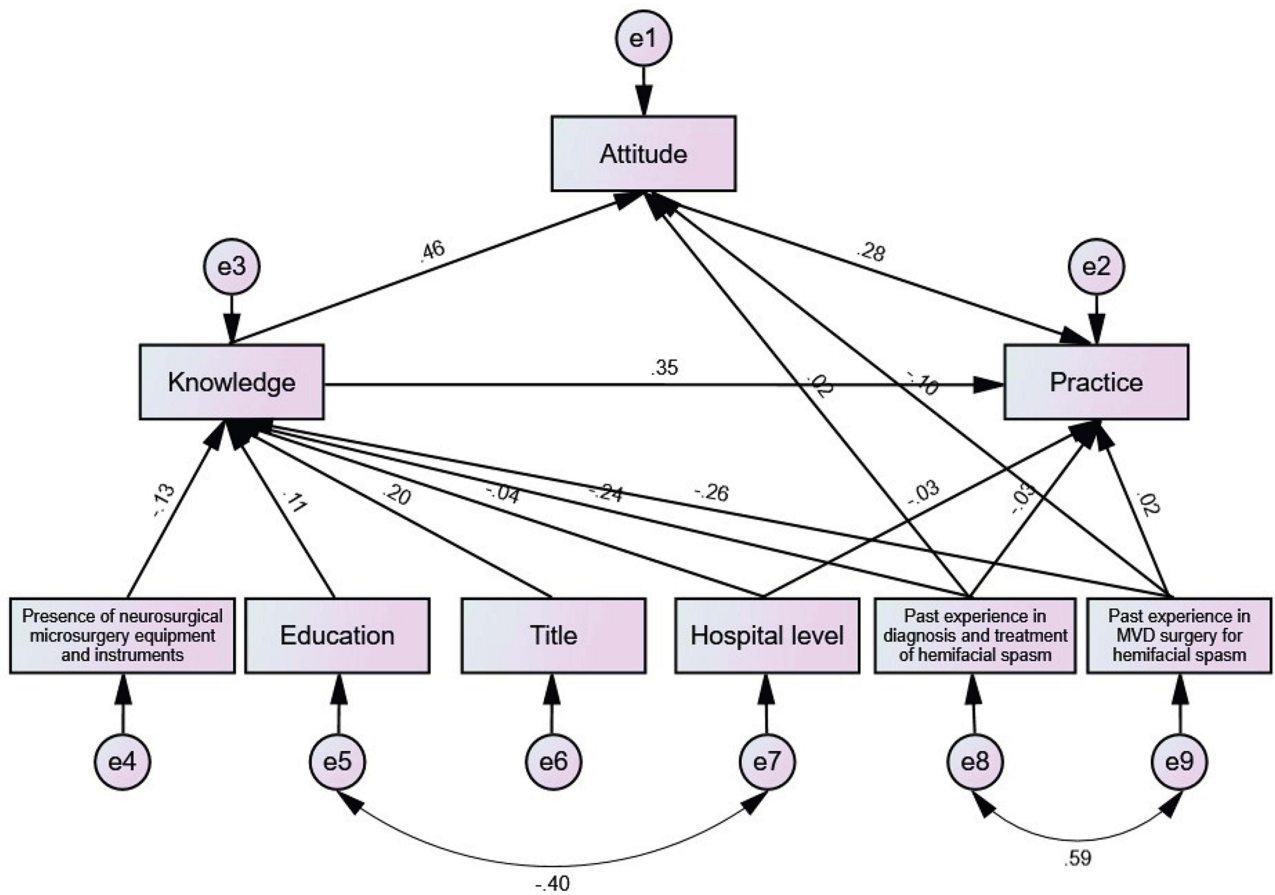 e1
Attitude
.46
.28
e3
e2
Knowledge
.35
Practice
.02
-.10
-.13
.11
.20
-.04
-.24
-.26
-.03
-.03
.02
Presence of neurosurgical
microsurgery equipment
and instruments
Education
Title
Hospital level
Past experience in
diagnosis and treatment
of hemifacial spasm
Past experience in
MVD surgery for
hemifacial spasm
e4
e5
e6
e7
e8
e9
-.40
.59